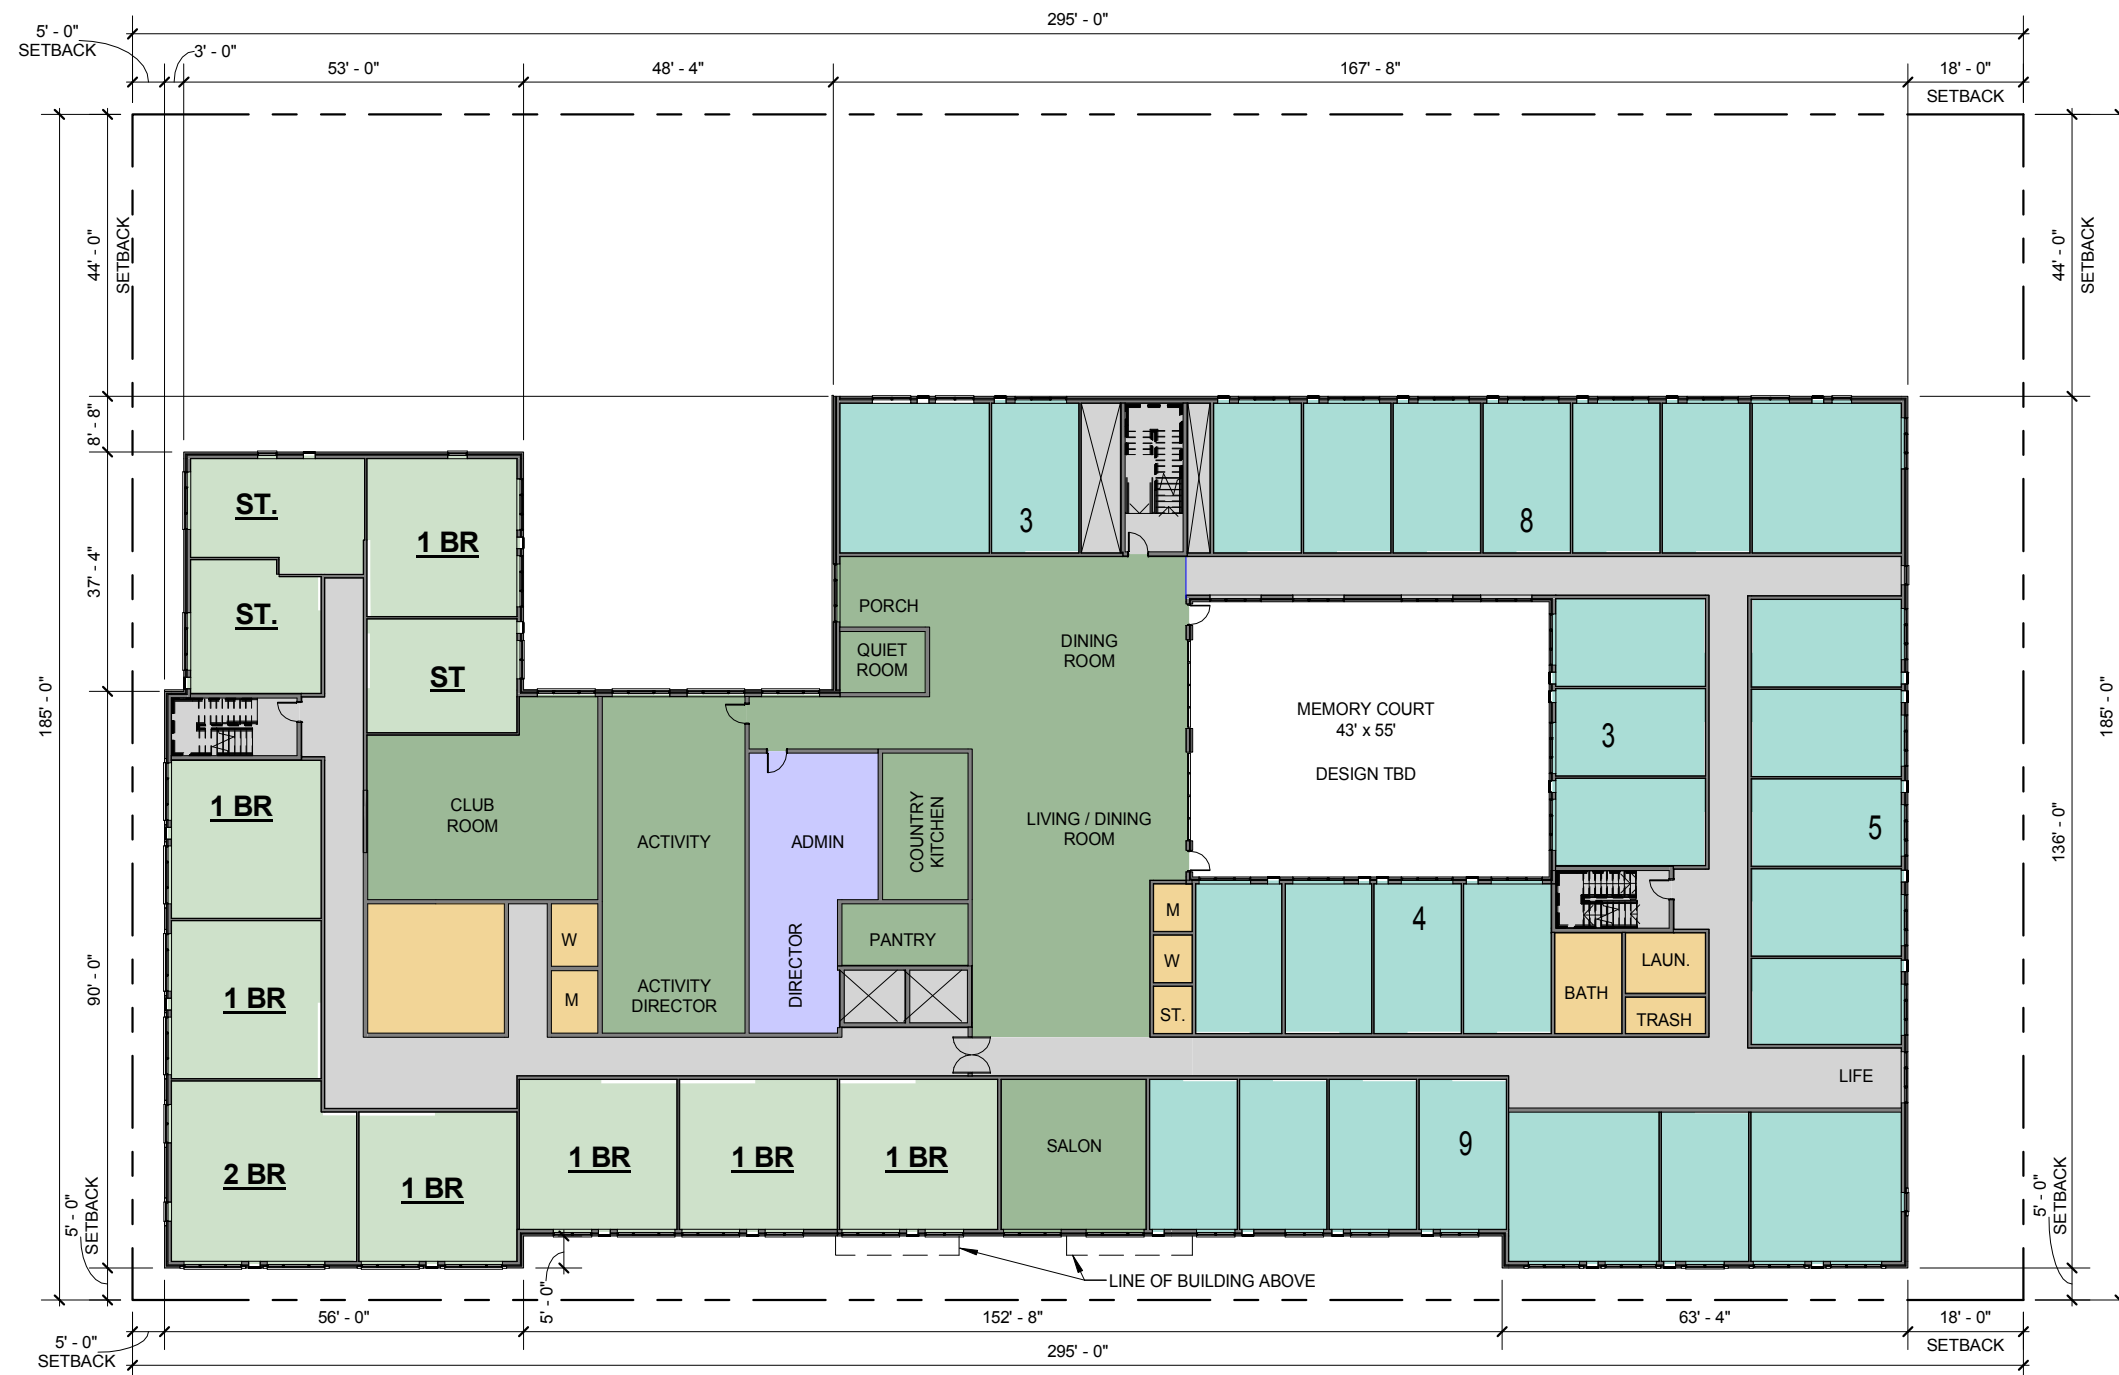 295' - 0"
5' - 0"
SETBACK
3' - 0"
53' - 0"
48' - 4"
167' - 8"
18' - 0"
SETBACK
44' - 0"
SETBACK
44' - 0"
SETBACK
8' - 8"
37' - 4"
185' - 0"
90' - 0"
5' - 0"
SETBACK
185' - 0"
136' - 0"
5' - 0"
SETBACK
ST.
1 BR
3
8
ST.
ST
PORCH
QUIET
ROOM
DINING
ROOM
MEMORY COURT
43' x 55'
DESIGN TBD
3
5
1 BR
CLUB
ROOM
ACTIVITY
ADMIN
COUNTRY
KITCHEN
LIVING / DINING
ROOM
M
4
W
PANTRY
W
LAUN.
1 BR
M
ACTIVITY
DIRECTOR
DIRECTOR
ST.
BATH
TRASH
LIFE
2 BR
1 BR
1 BR
1 BR
1 BR
SALON
9
LINE OF BUILDING ABOVE
5' - 0"
56' - 0"
152' - 8"
63' - 4"
18' - 0"
SETBACK
5' - 0"
SETBACK
295' - 0"